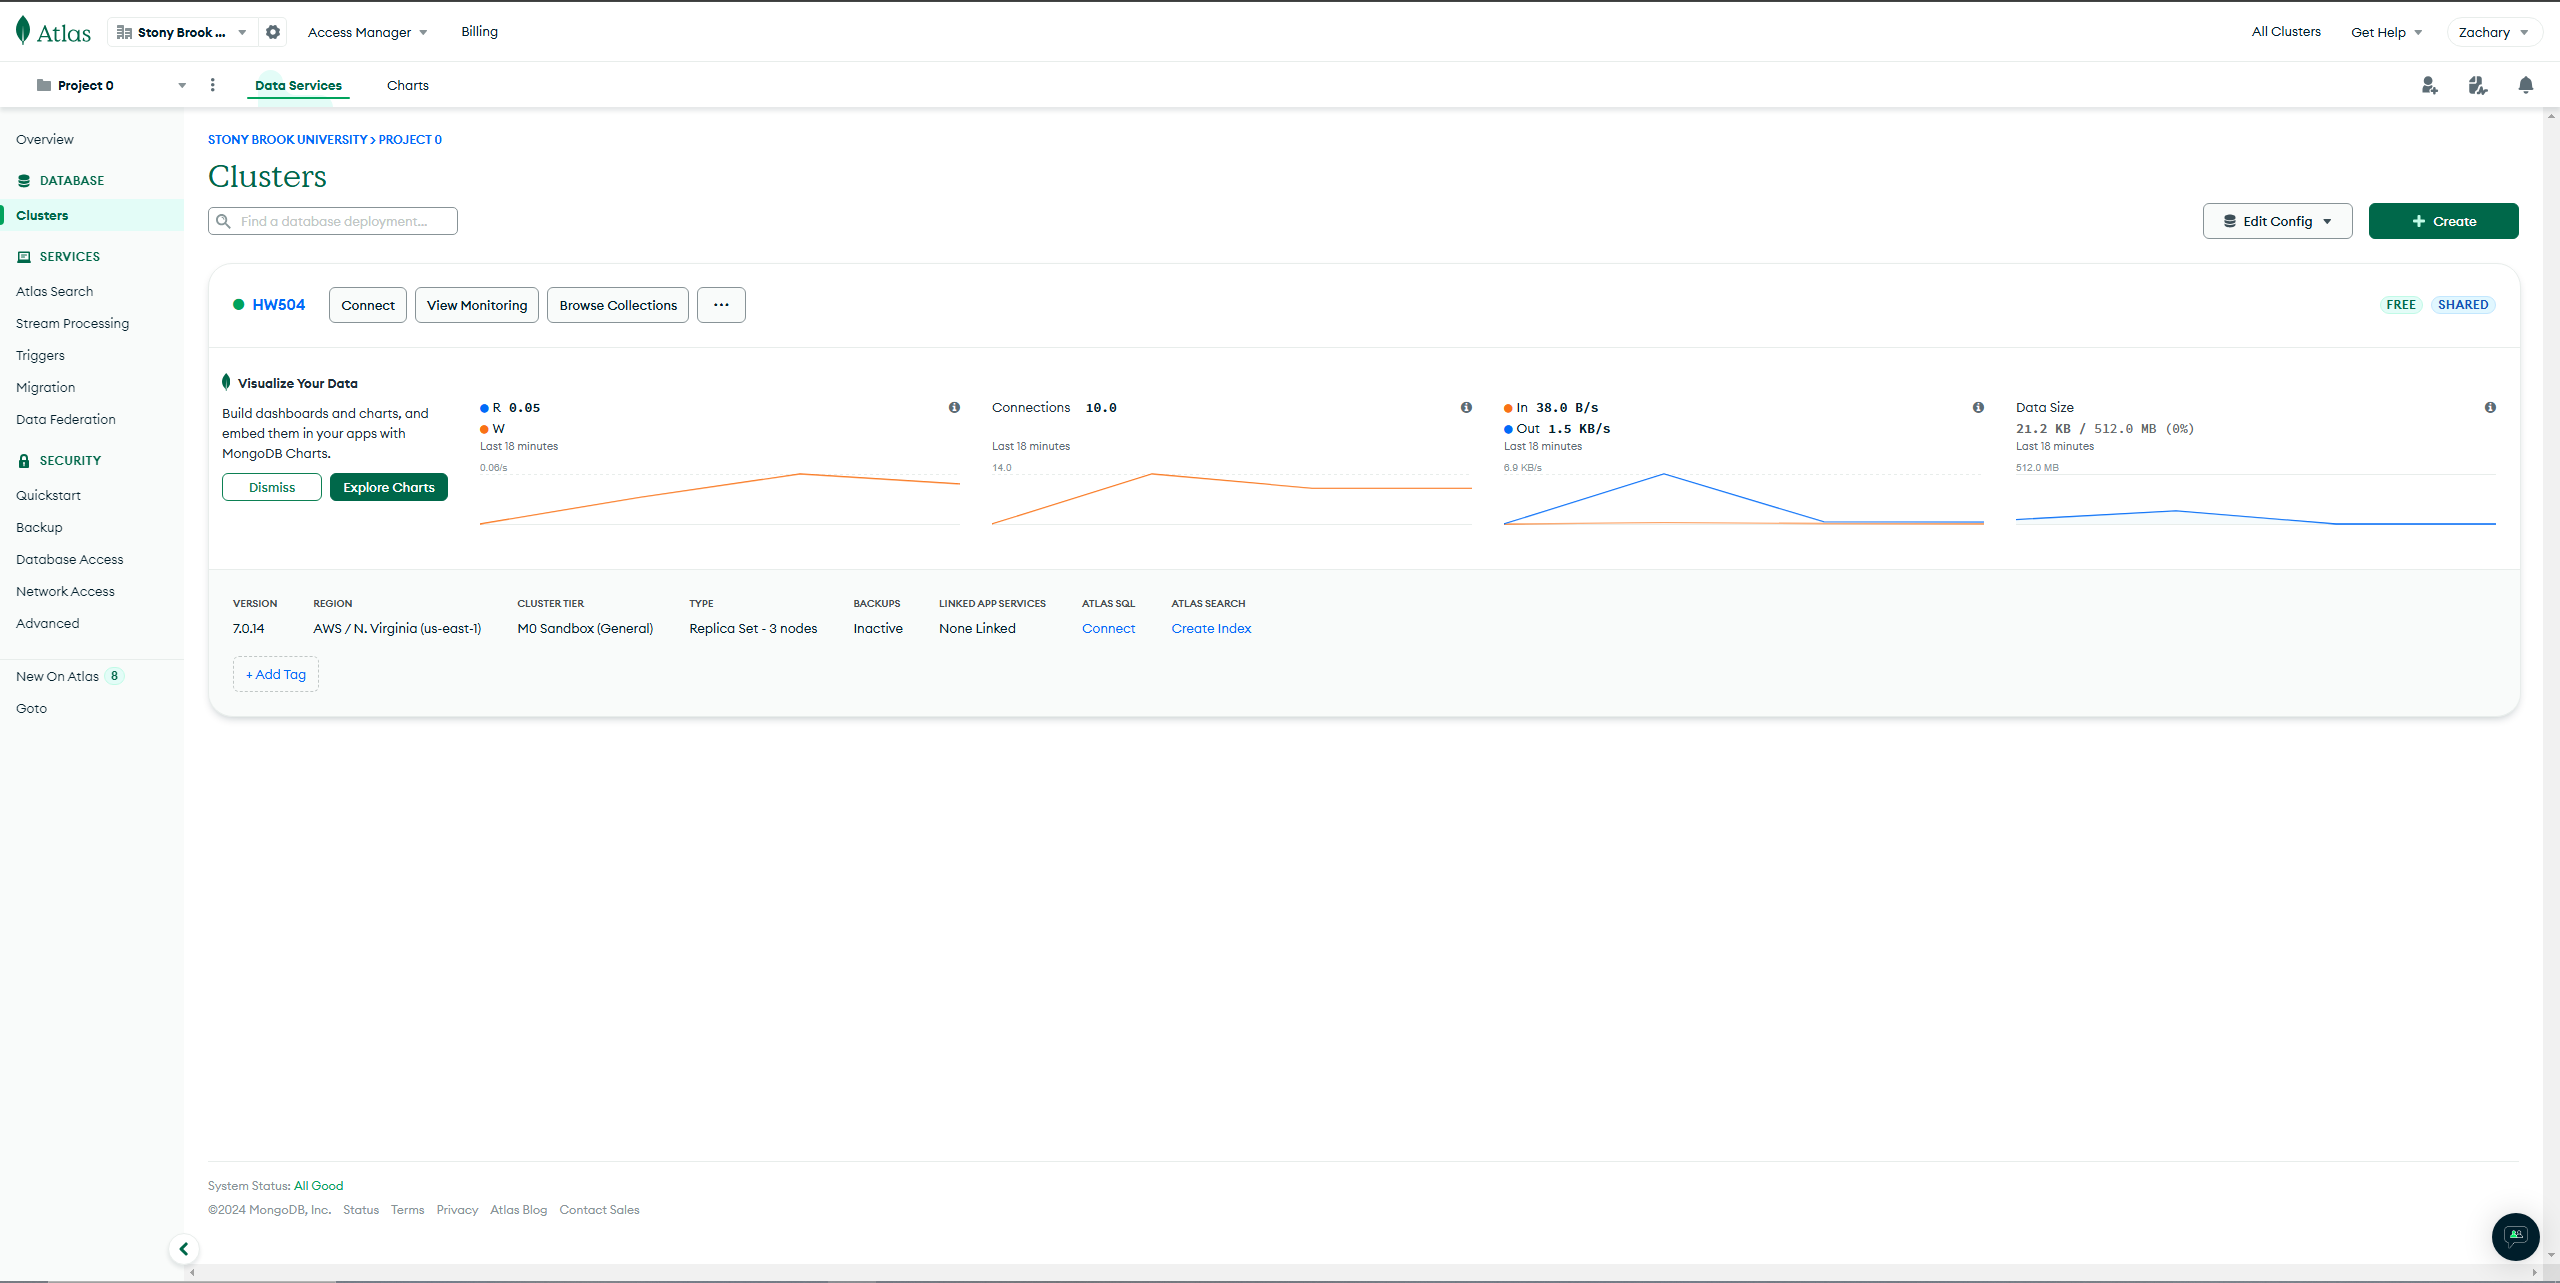 Atlas
Stony Brook ...
Access Manager
Billing
All Clusters
Get Help
Zachary
Project 0
Data Services
Charts
Overview
DATABASE
Clusters
SERVICES
Atlas Search
Stream Processing
Triggers
Migration
Data Federation
SECURITY
Quickstart
Backup
Database Access
Network Access
Advanced
New On Atlas 8
Goto
STONY BROOK UNIVERSITY > PROJECT 0
Clusters
Find a database deployment...
Edit Config
+ Create
HW504
Connect
View Monitoring
Browse Collections
...
FREE
SHARED
Visualize Your Data
Build dashboards and charts, and
embed them in your apps with
MongoDB Charts.
Dismiss
Explore Charts
R 0.05
W
Last 18 minutes
0.06/s
Connections 10.0
Last 18 minutes
14.0
In 38.0 B/s
Out 1.5 KB/s
Last 18 minutes
6.9 KB/s
Data Size
21.2 KB / 512.0 MB (0%)
Last 18 minutes
512.0 MB
VERSION
7.0.14
REGION
AWS / N. Virginia (us-east-1)
CLUSTER TIER
M0 Sandbox (General)
TYPE
Replica Set - 3 nodes
BACKUPS
Inactive
LINKED APP SERVICES
None Linked
ATLAS SQL
Connect
ATLAS SEARCH
Create Index
+ Add Tag
System Status: All Good
©2024 MongoDB, Inc. Status Terms Privacy Atlas Blog Contact Sales